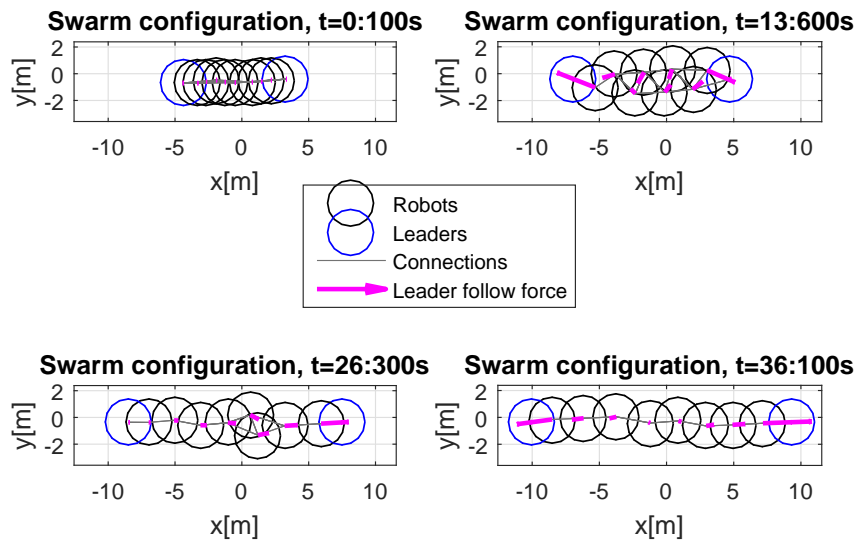 Swarm configuration, t=0:100s
2
0
-2
y[m]
-10 -5 0 5 10
x[m]
Swarm configuration, t=13:600s
2
0
-2
y[m]
-10 -5 0 5 10
x[m]
Robots
Leaders
Connections
Leader follow force
Swarm configuration, t=26:300s
2
0
-2
y[m]
-10 -5 0 5 10
x[m]
Swarm configuration, t=36:100s
2
0
-2
y[m]
-10 -5 0 5 10
x[m]